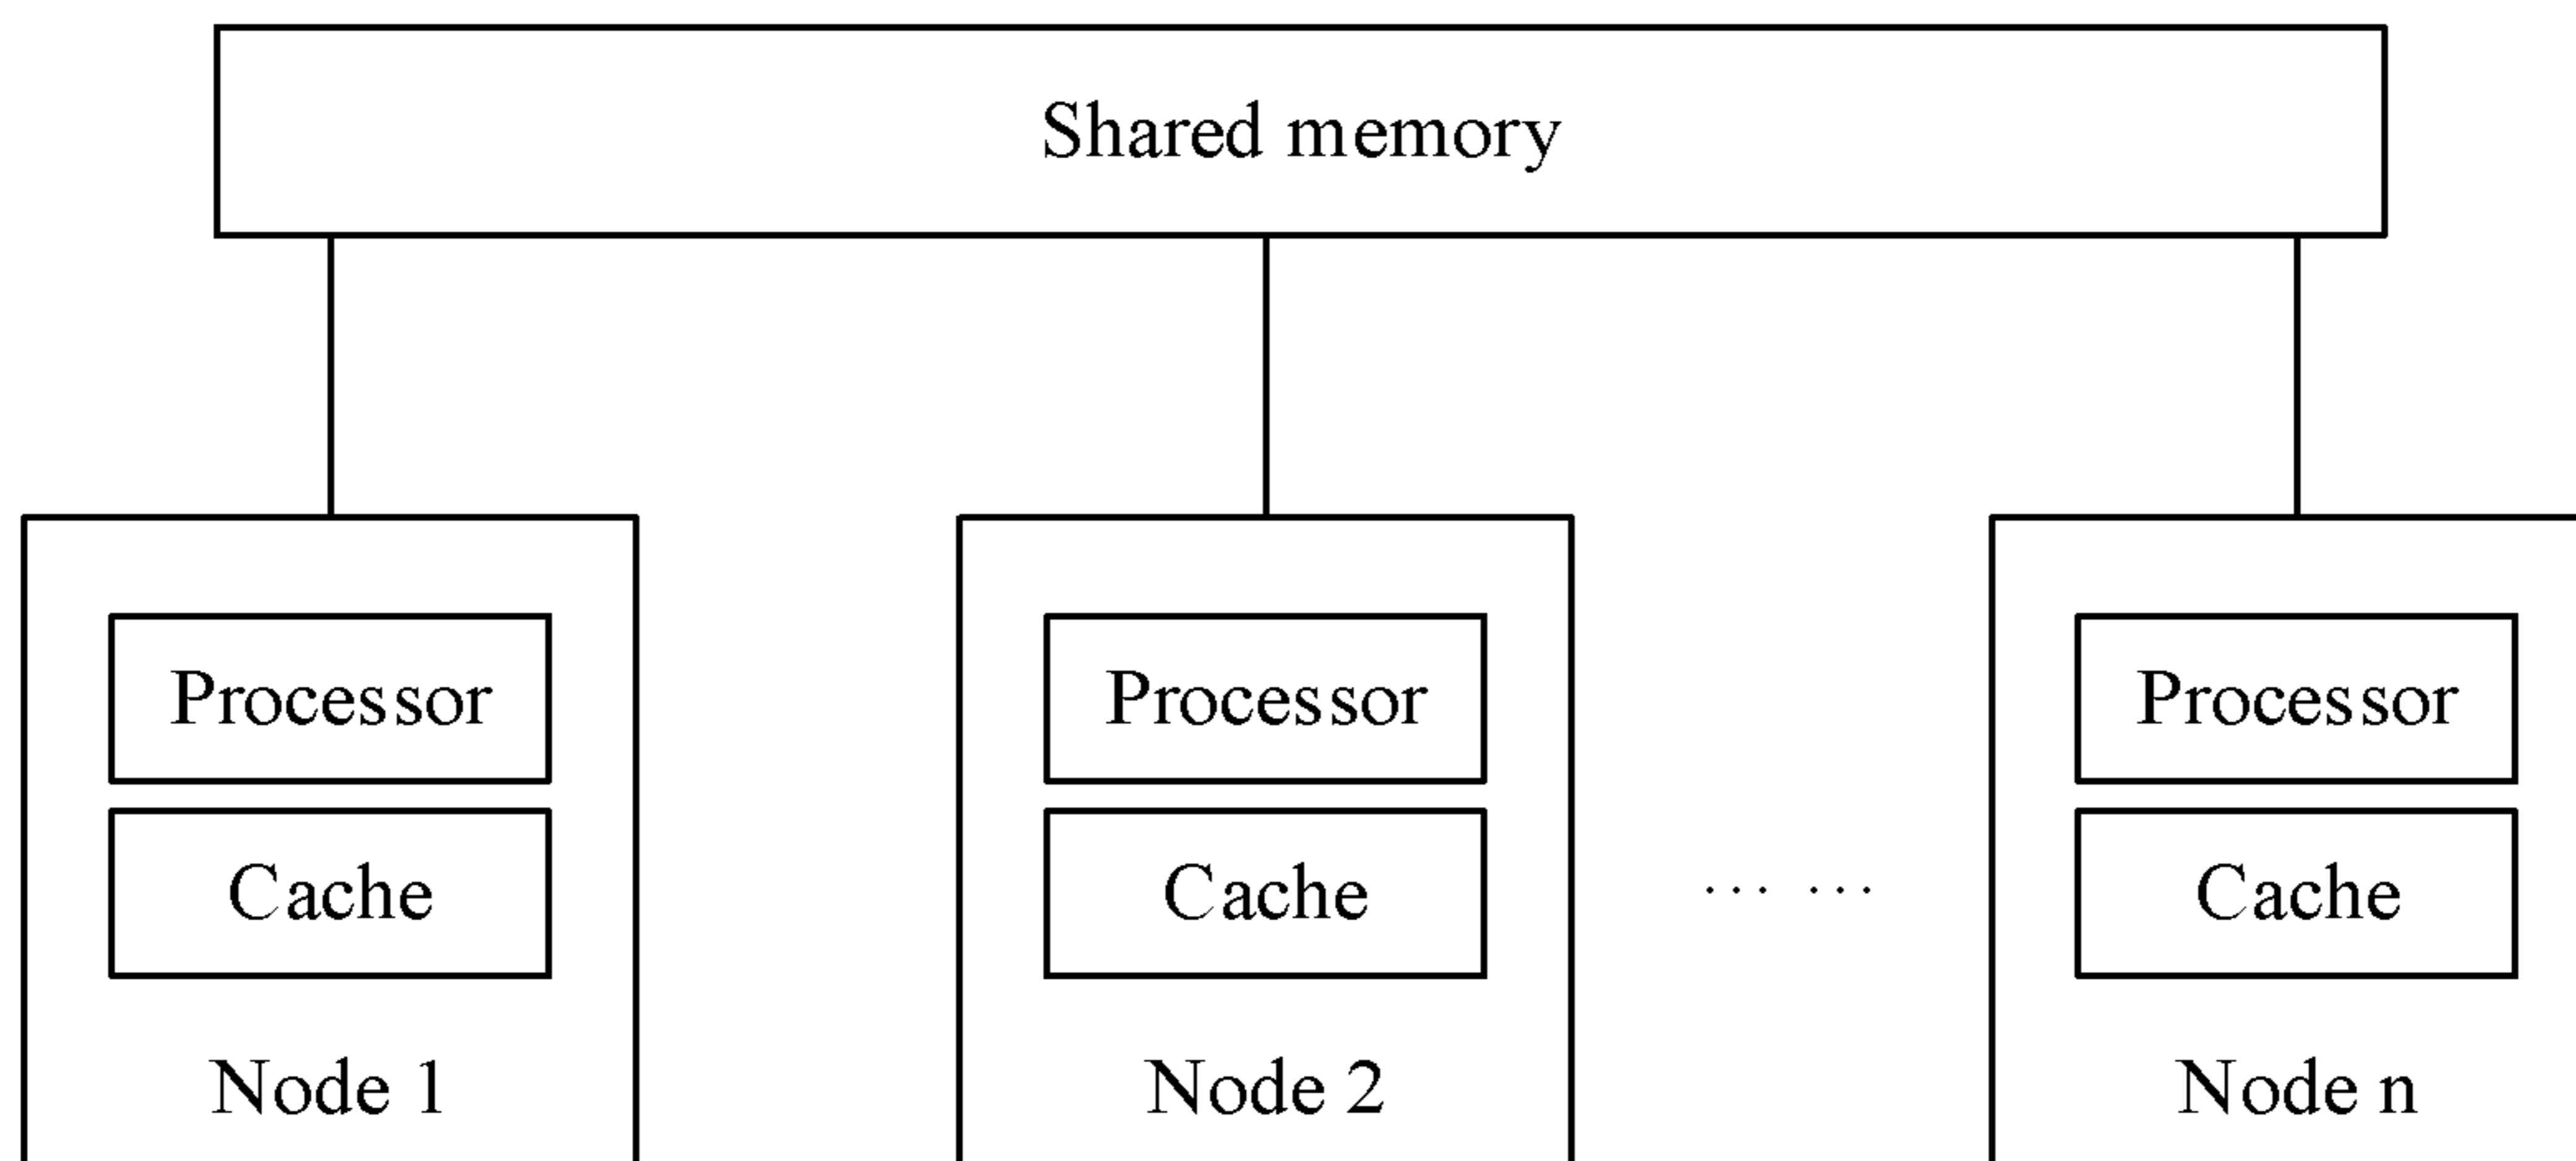 Shared memory
Processor
Cache
Node 1
Processor
Cache
Node 2
... ...
Processor
Cache
Node n